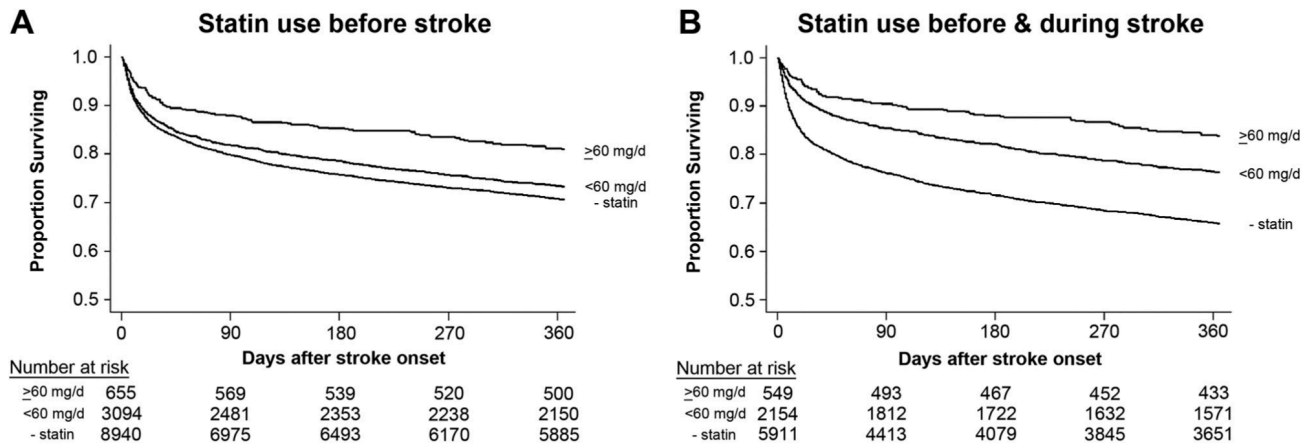 A
Statin use before stroke
Proportion Surviving
1.0
0.9
0.8
0.7
0.6
0.5
≥60 mg/d
<60 mg/d
- statin
0 90 180 270 360
Days after stroke onset
Number at risk
≥60 mg/d 655 569 539 520 500
<60 mg/d 3094 2481 2353 2238 2150
- statin 8940 6975 6493 6170 5885
B
Statin use before & during stroke
Proportion Surviving
1.0
0.9
0.8
0.7
0.6
0.5
≥60 mg/d
<60 mg/d
- statin
0 90 180 270 360
Days after stroke onset
Number at risk
≥60 mg/d 549 493 467 452 433
<60 mg/d 2154 1812 1722 1632 1571
- statin 5911 4413 4079 3845 3651